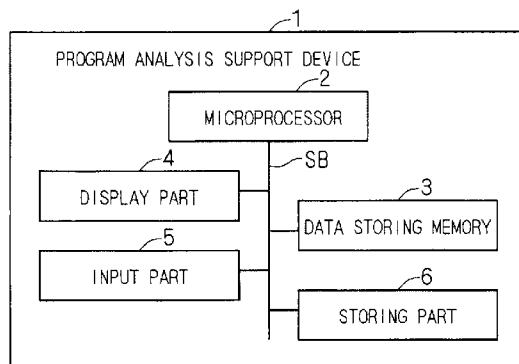 1
PROGRAM ANALYSIS SUPPORT DEVICE
2
MICROPROCESSOR
SB
4
DISPLAY PART
3
DATA STORING MEMORY
5
INPUT PART
6
STORING PART